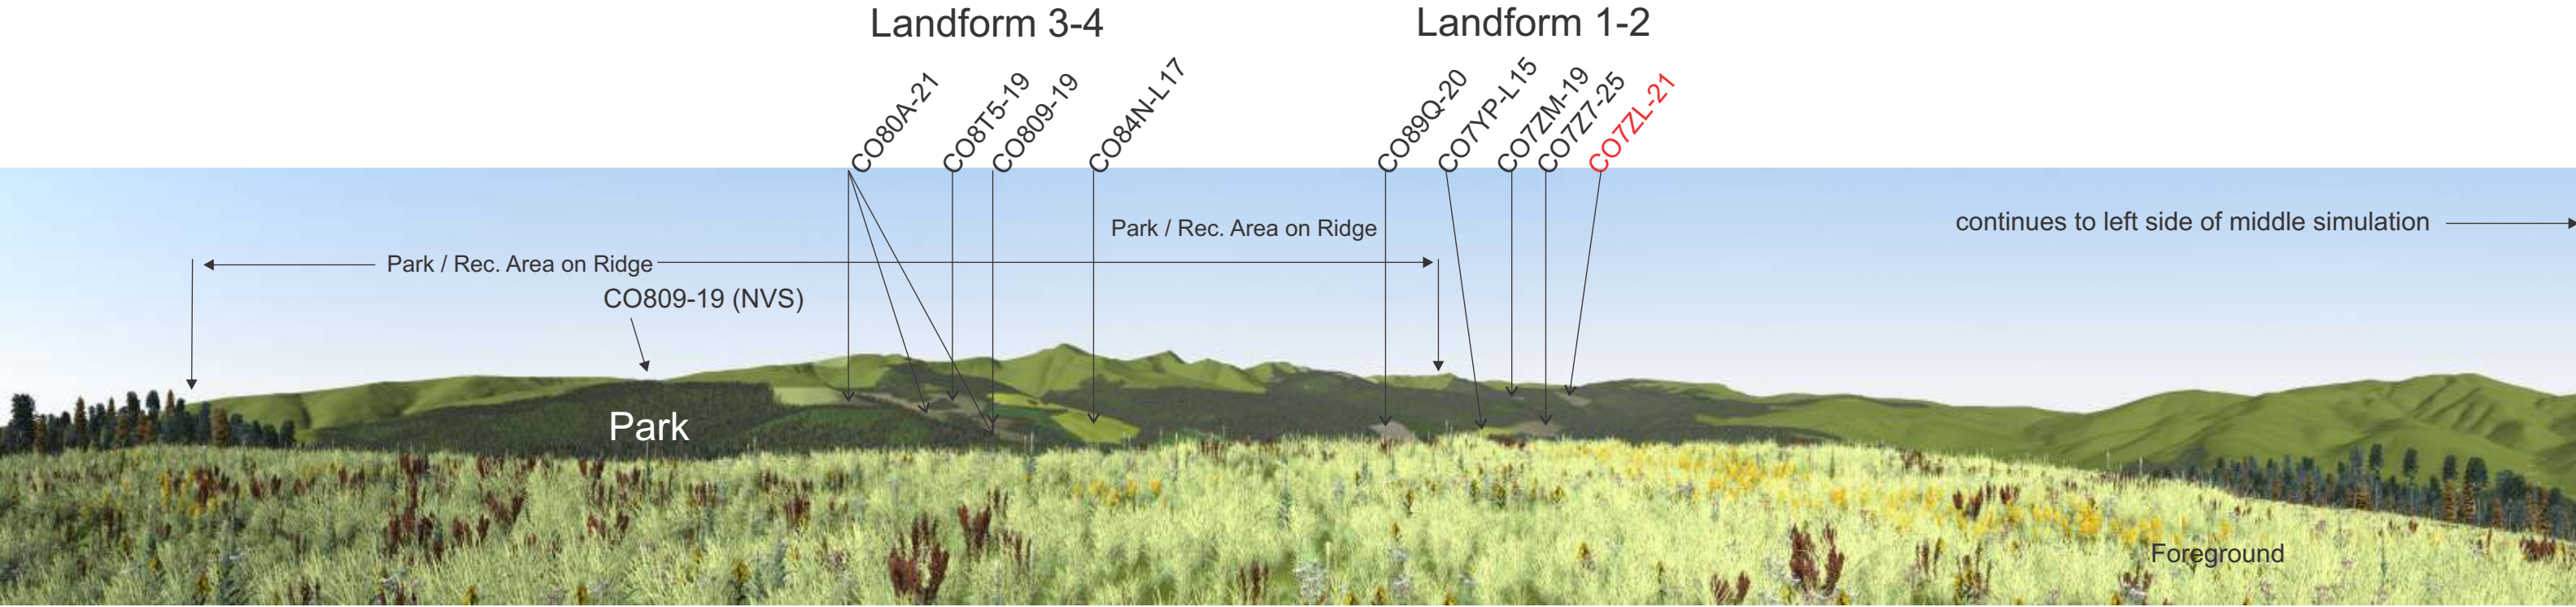 Landform 3-4
Landform 1-2
CO80A-21
CO8T5-19
CO809-19
CO84N-L17
CO89Q-20
CO7YP-L15
CO7ZM-19
CO7Z7-25
CO7ZL-21
Park / Rec. Area on Ridge
continues to left side of middle simulation
Park / Rec. Area on Ridge
CO809-19 (NVS)
Park
Foreground